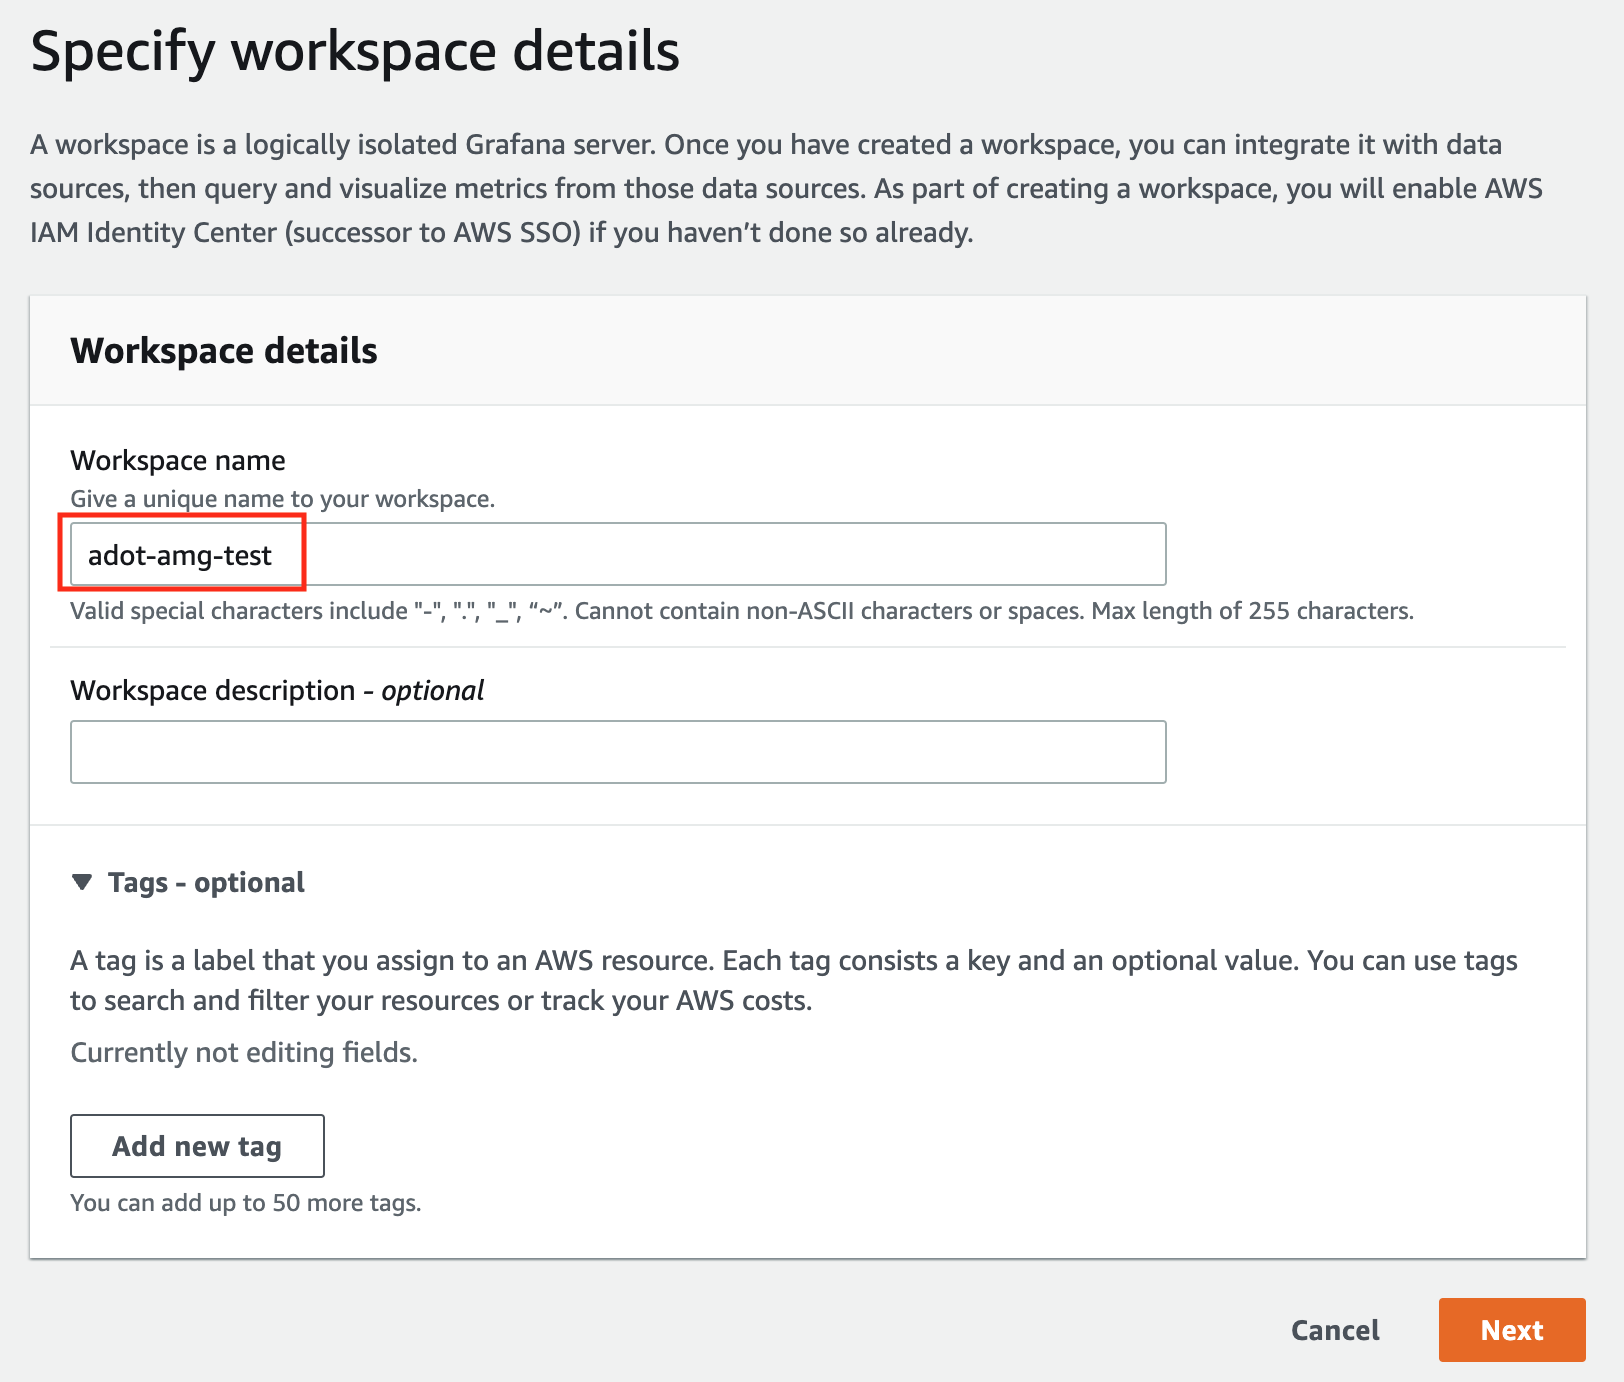 Specify workspace details
A workspace is a logically isolated Grafana server. Once you have created a workspace, you can integrate it with data
sources, then query and visualize metrics from those data sources. As part of creating a workspace, you will enable AWS
IAM Identity Center (successor to AWS SSO) if you haven’t done so already.
Workspace details
Workspace name
Give a unique name to your workspace.
adot-amg-test
Valid special characters include "-", ".", "_", “~”. Cannot contain non-ASCII characters or spaces. Max length of 255 characters.
Workspace description - optional
Tags - optional
A tag is a label that you assign to an AWS resource. Each tag consists a key and an optional value. You can use tags
to search and filter your resources or track your AWS costs.
Currently not editing fields.
Add new tag
You can add up to 50 more tags.
Cancel
Next